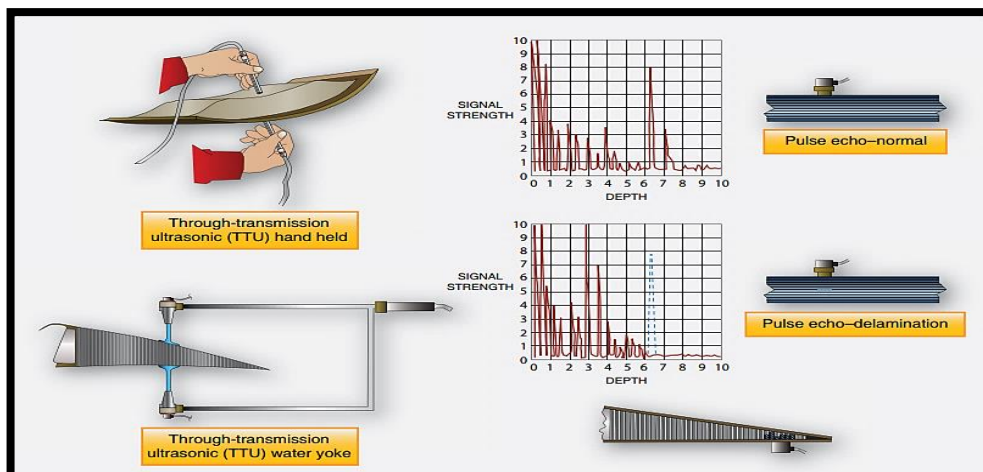 Through-transmission
ultrasonic (TTU) hand held
Through-transmission
ultrasonic (TTU) water yoke
10
9
8
7
6
5
4
3
2
1
0
SIGNAL
STRENGTH
0 1 2 3 4 5 6 7 8 9 10
DEPTH
Pulse echo–normal
10
9
8
7
6
5
4
3
2
1
0
SIGNAL
STRENGTH
0 1 2 3 4 5 6 7 8 9 10
DEPTH
Pulse echo–delamination